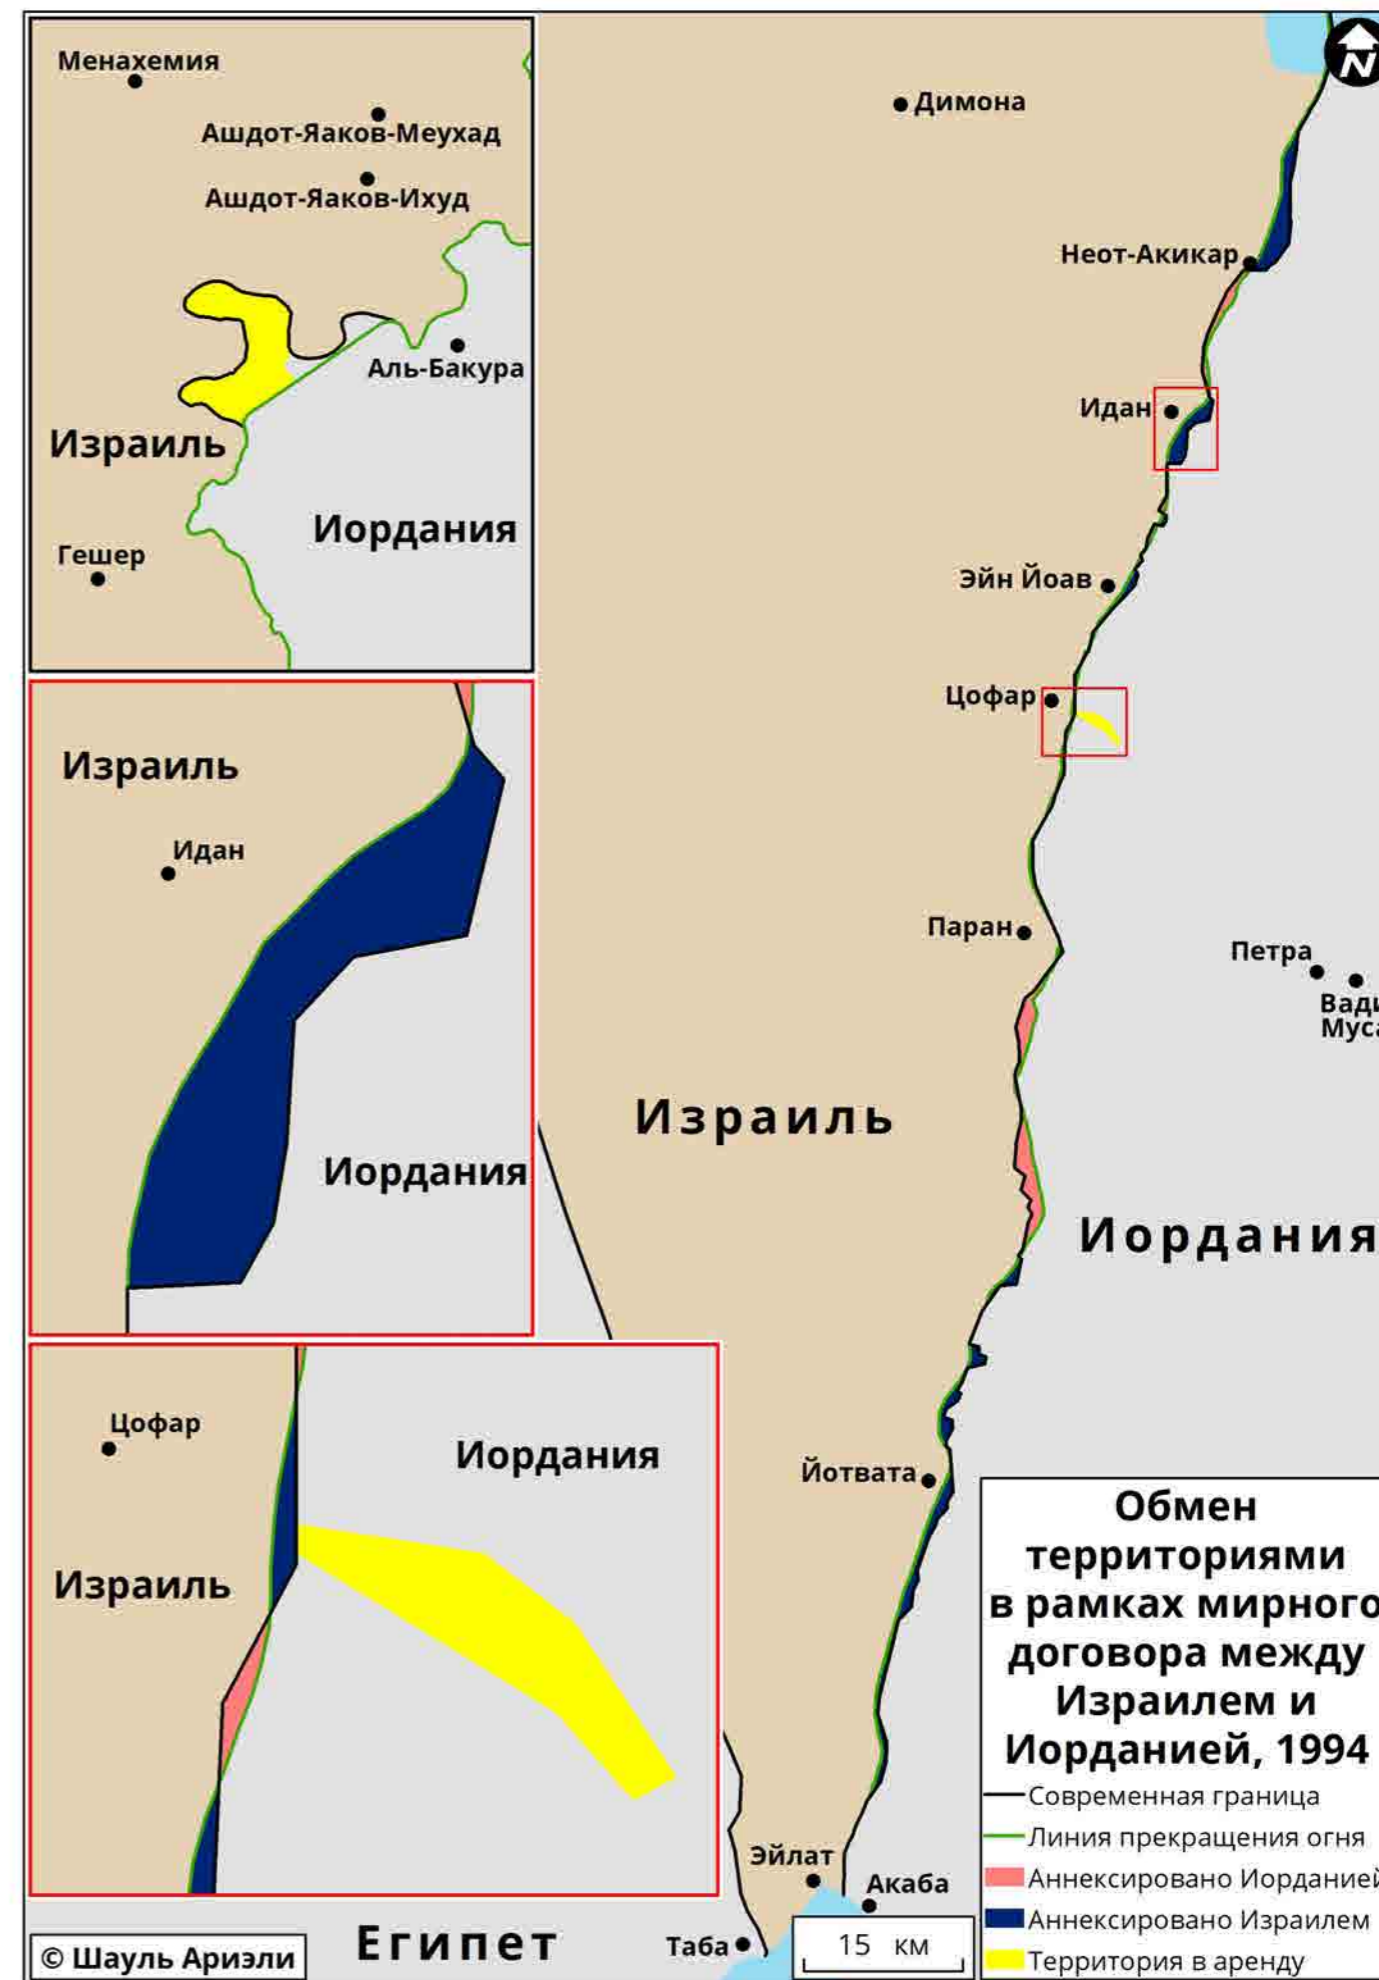 Менахемия
Ашдот-Яаков-Меухад
Ашдот-Яаков-Ихуд
Аль-Бакура
Израиль
Иордания
Гешер
Израиль
Идан
Иордания
Цофар
Иордания
Израиль
N
Димона
Неот-Акикар
Идан
Эйн Йоав
Цофар
Паран
Петра
Вади
Муса
Израиль
Иордания
Йотвата
Эйлат
Акаба
Таба
Египет
15 км
© Шауль Ариэли
Обмен
территориями
в рамках мирного
договора между
Израилем и
Иорданией, 1994
Современная граница
Линия прекращения огня
Аннексировано Иорданией
Аннексировано Израилем
Территория в аренду